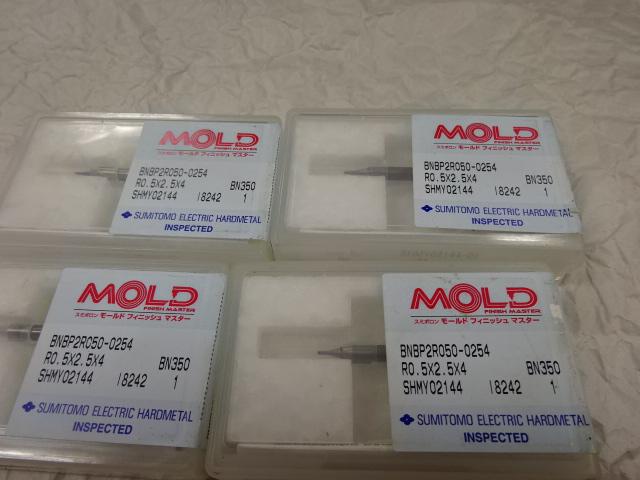 MOLD
FINISH MASTER
スミボロン モールド フィニッシュ マスター
BNBP2R050-0254
R0.5X2.5X4 BN350
SHMY02144 18242 1
SUMITOMO ELECTRIC HARDMETAL
INSPECTED
MOLD
FINISH MASTER
スミボロン モールド フィニッシュ マスター
BNBP2R050-0254
R0.5X2.5X4 BN350
SHMY02144 18242 1
SUMITOMO ELECTRIC HARDMETAL
INSPECTED
MOLD
FINISH MASTER
スミボロン モールド フィニッシュ マスター
BNBP2R050-0254
R0.5X2.5X4 BN350
SHMY02144 18242 1
SUMITOMO ELECTRIC HARDMETAL
INSPECTED
MOLD
FINISH MASTER
スミボロン モールド フィニッシュ マスター
BNBP2R050-0254
R0.5X2.5X4 BN350
SHMY02144 18242 1
SUMITOMO ELECTRIC HARDMETAL
INSPECTED